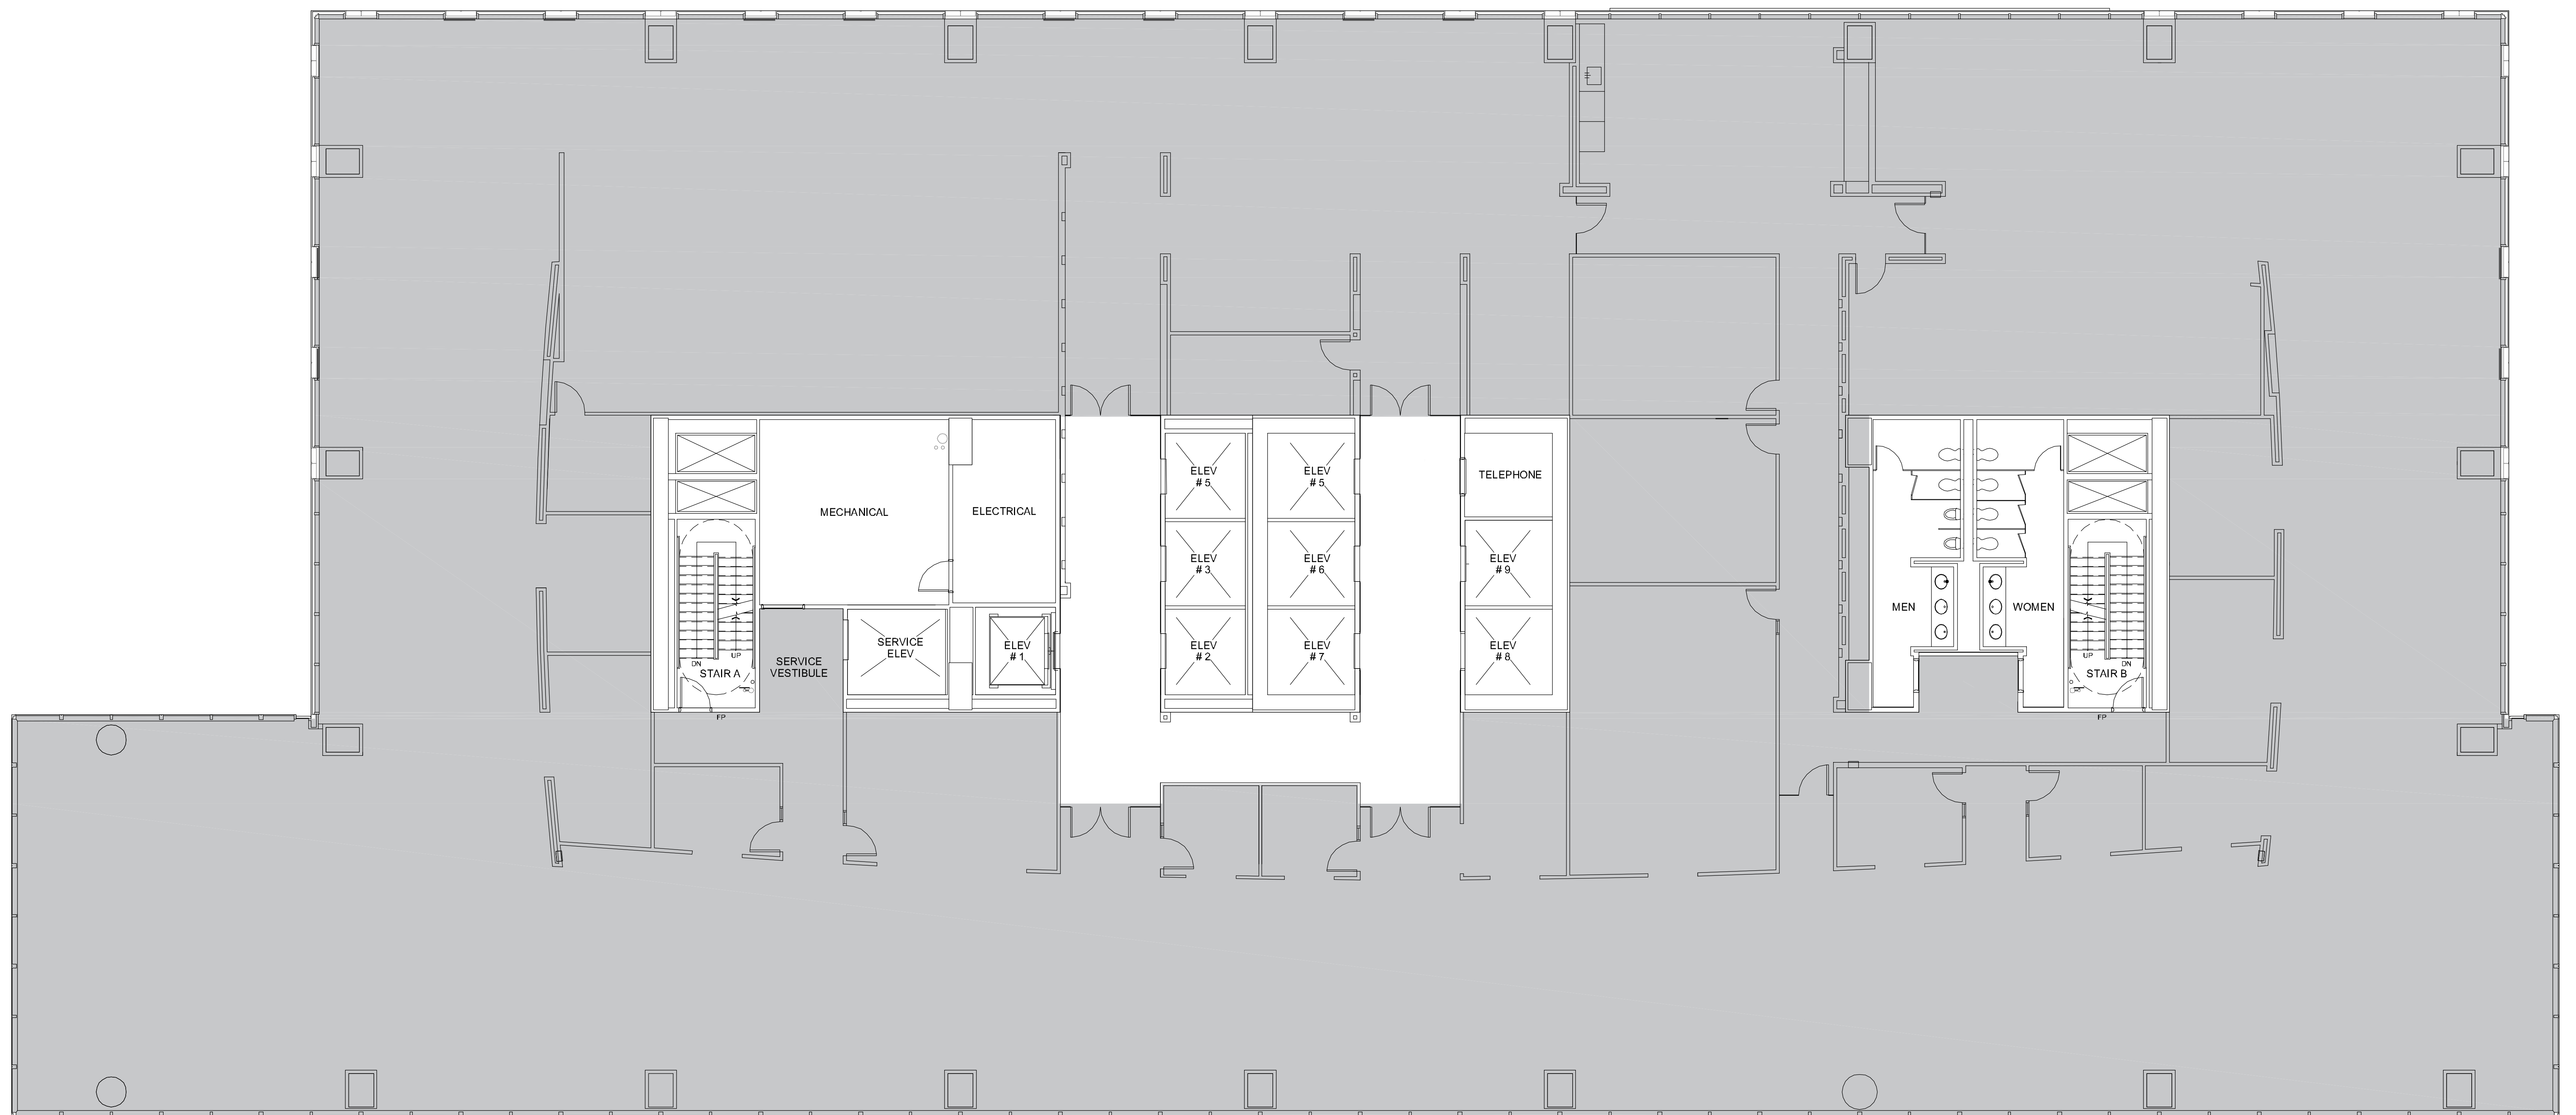 ELEV
# 5
ELEV
# 5
TELEPHONE
MECHANICAL
ELECTRICAL
ELEV
# 3
ELEV
# 6
ELEV
# 9
MEN
WOMEN
SERVICE
ELEV
ELEV
# 1
ELEV
# 2
ELEV
# 7
ELEV
# 8
SERVICE
VESTIBULE
DN
UP
STAIR A
FP
UP
DN
STAIR B
FP